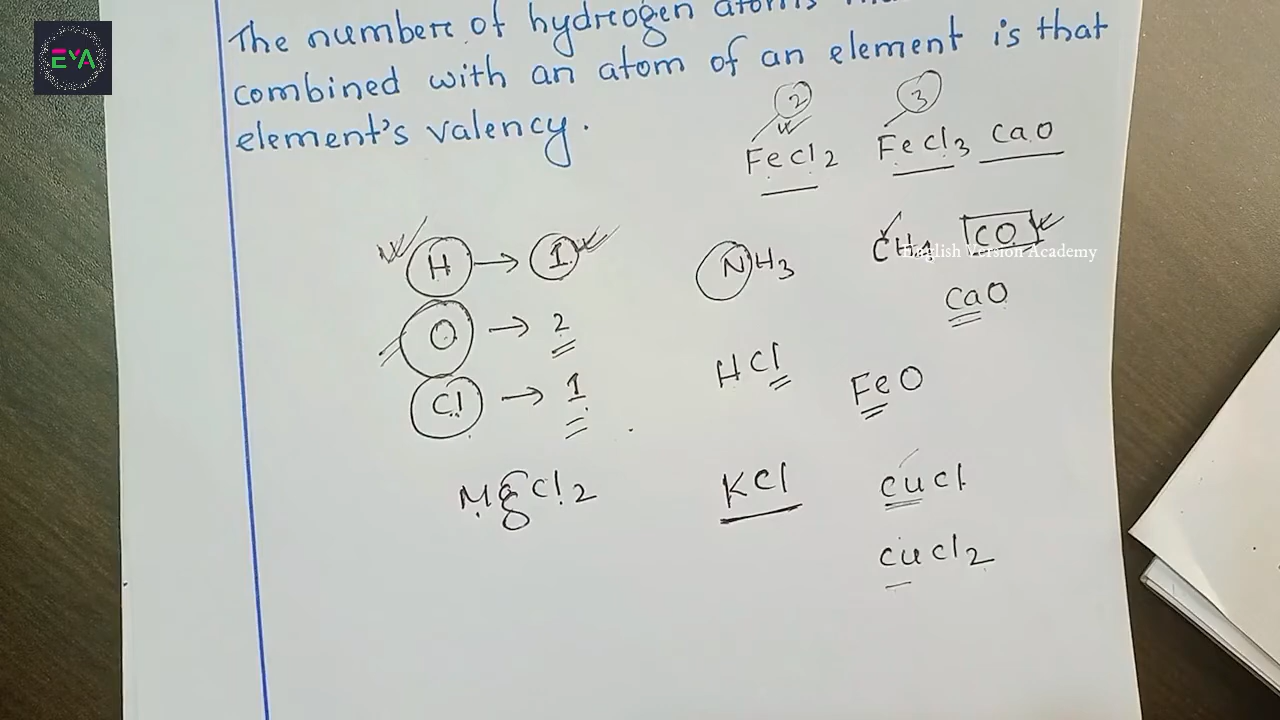 EVA
The number of hydrogen atoms
combined with an atom of an element is that
element's valency.
2 3
FeCl2 FeCl3 CaO
H → 1 NH3 CH4 CO
English Version Academy
CaO
O → 2
HCl FeO
Cl → 1
MgCl2 KCl CuCl
CuCl2